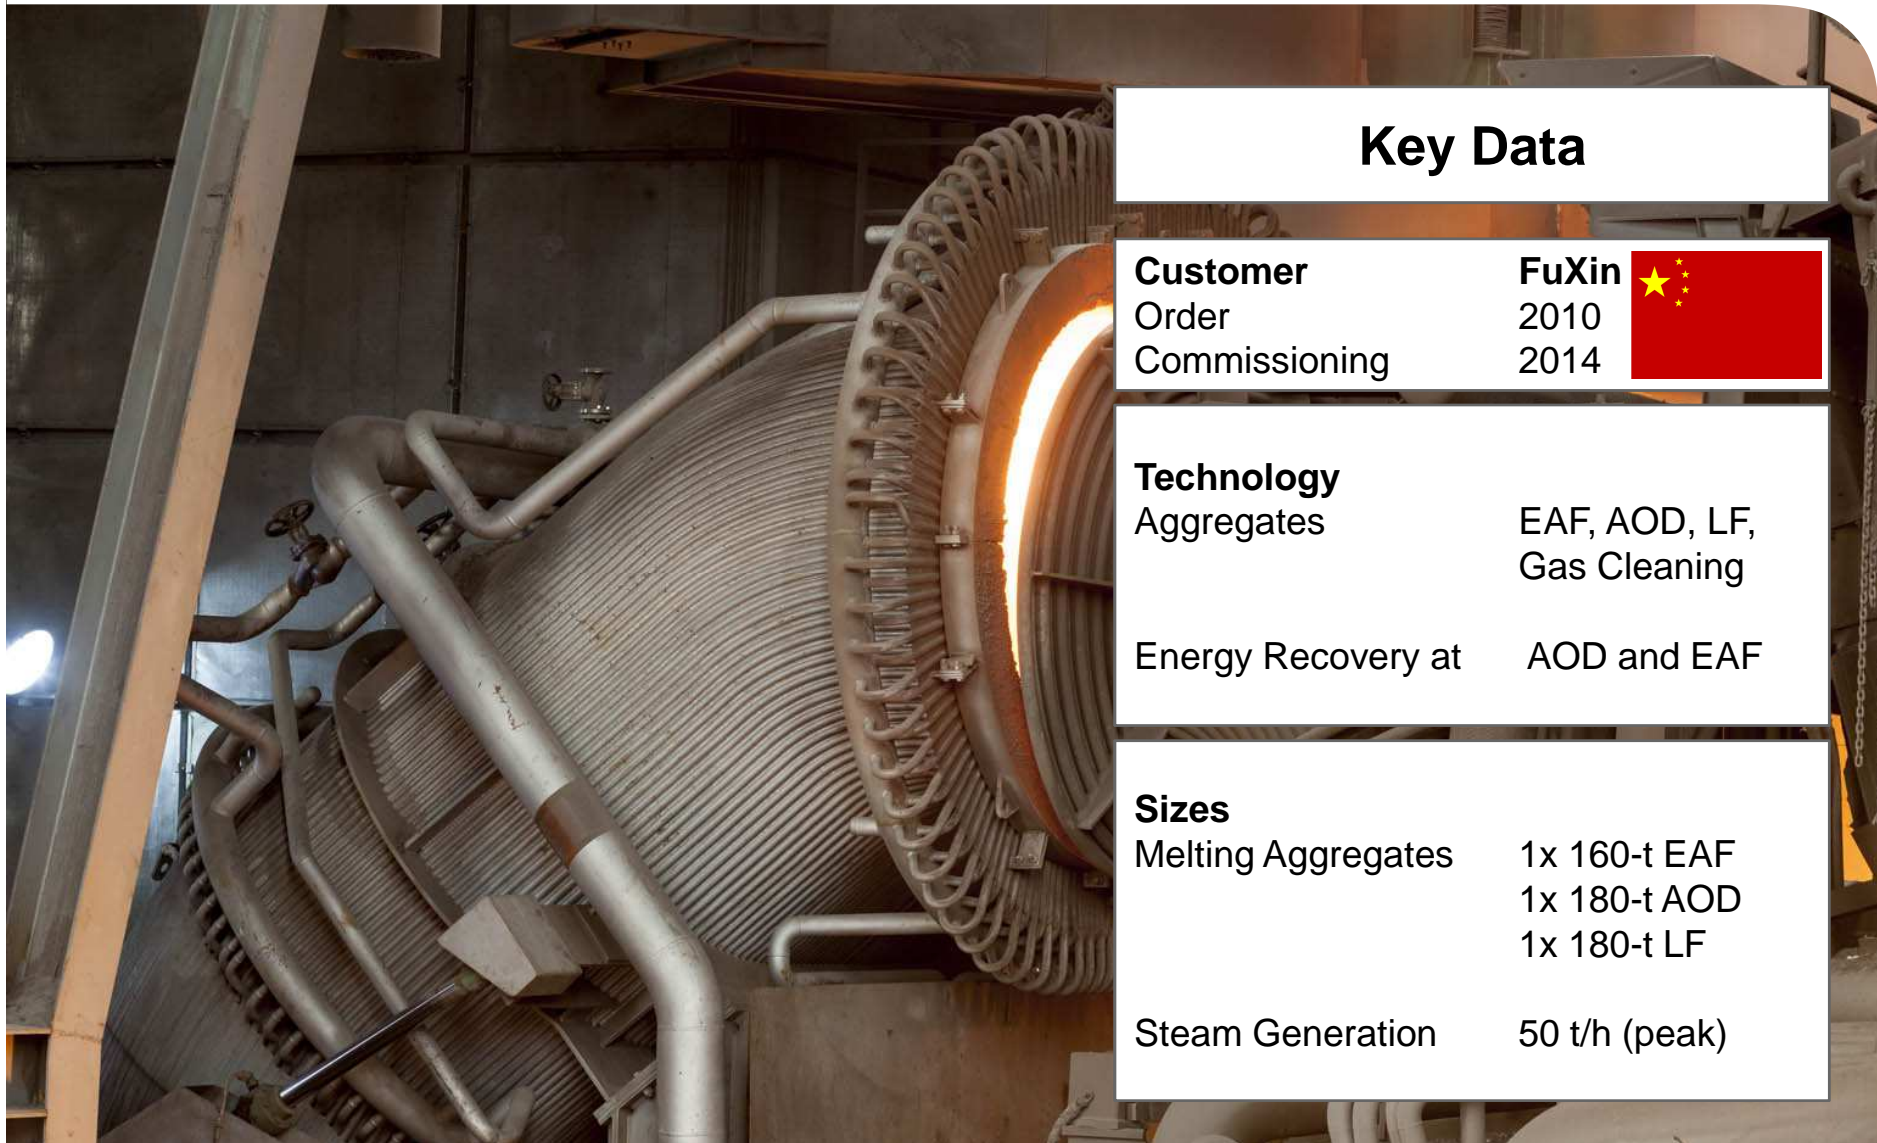 Key Data
Customer FuXin
Order 2010
Commissioning 2014
Technology
Aggregates EAF, AOD, LF,
Gas Cleaning
Energy Recovery at AOD and EAF
Sizes
Melting Aggregates 1x 160-t EAF
1x 180-t AOD
1x 180-t LF
Steam Generation 50 t/h (peak)